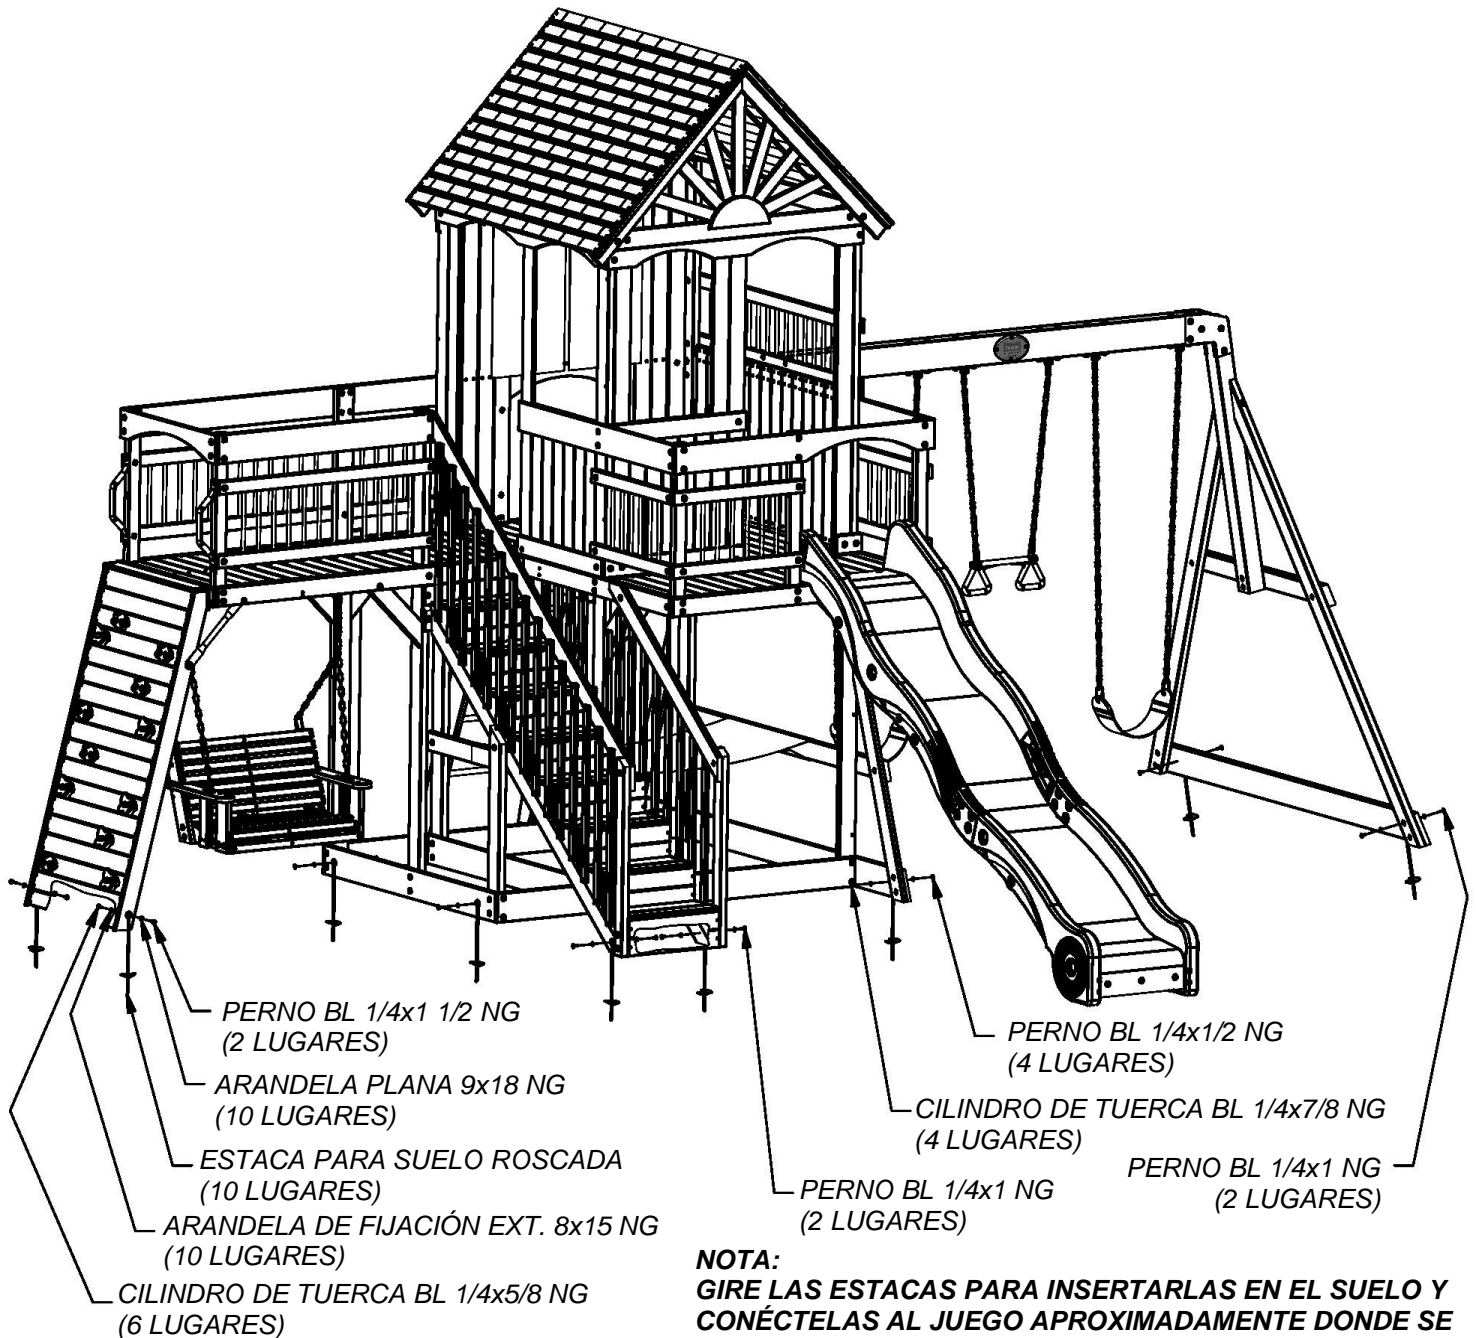 PERNO BL 1/4x1 1/2 NG
(2 LUGARES)
ARANDELA PLANA 9x18 NG
(10 LUGARES)
ESTACA PARA SUELO ROSCADA
(10 LUGARES)
ARANDELA DE FIJACIÓN EXT. 8x15 NG
(10 LUGARES)
CILINDRO DE TUERCA BL 1/4x5/8 NG
(6 LUGARES)
PERNO BL 1/4x1/2 NG
(4 LUGARES)
CILINDRO DE TUERCA BL 1/4x7/8 NG
(4 LUGARES)
PERNO BL 1/4x1 NG
(2 LUGARES)
PERNO BL 1/4x1 NG
(2 LUGARES)
NOTA:
GIRE LAS ESTACAS PARA INSERTARLAS EN EL SUELO Y
CONÉCTELAS AL JUEGO APROXIMADAMENTE DONDE SE